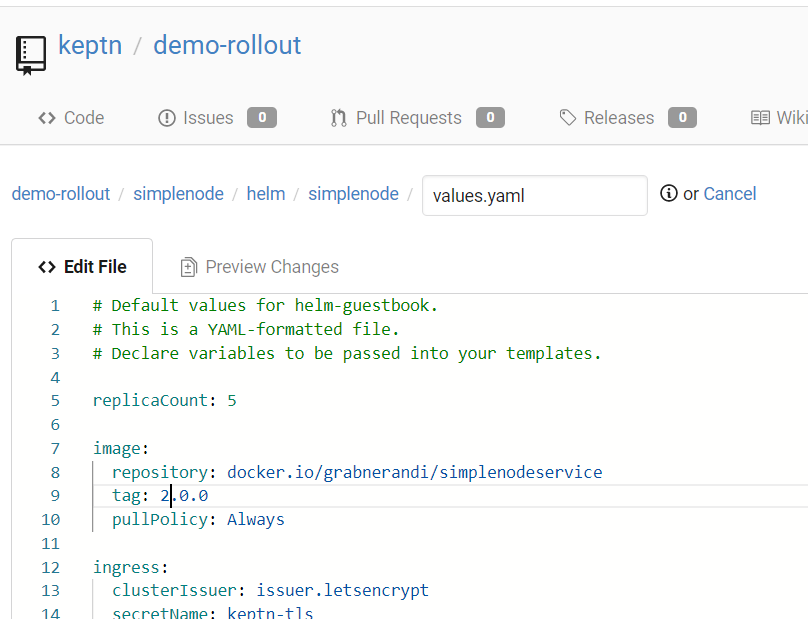 keptn / demo-rollout
Code Issues 0 Pull Requests 0 Releases 0 Wiki
demo-rollout / simplenode / helm / simplenode / values.yaml or Cancel
Edit File Preview Changes
1 # Default values for helm-guestbook.
2 # This is a YAML-formatted file.
3 # Declare variables to be passed into your templates.
4
5 replicaCount: 5
6
7 image:
8 repository: docker.io/grabnerandi/simplenodeservice
9 tag: 2.0.0
10 pullPolicy: Always
11
12 ingress:
13 clusterIssuer: issuer.letsencrypt
14 secretName: keptn-tls